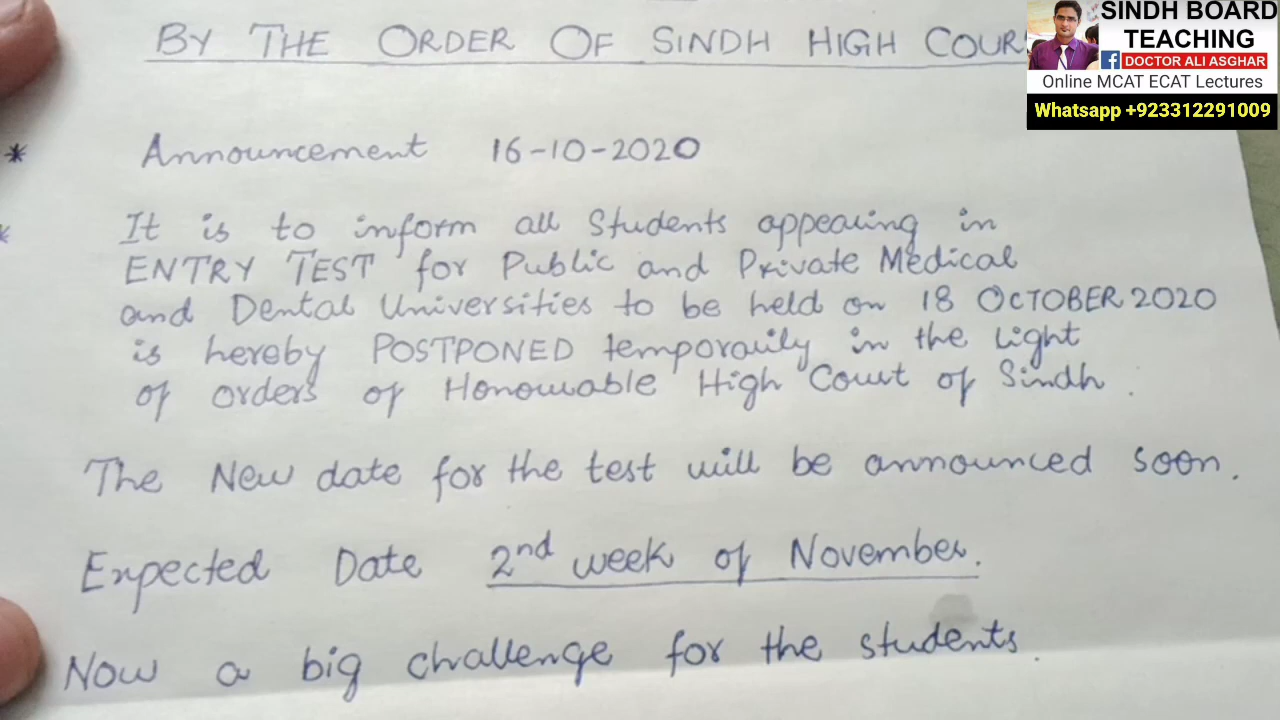 BY THE ORDER OF SINDH HIGH COUR
SINDH BOARD
TEACHING
f DOCTOR ALI ASGHAR
Online MCAT ECAT Lectures
Whatsapp +923312291009
* Announcement 16-10-2020
* It is to inform all Students appearing in
ENTRY TEST for Public and Private Medical
and Dental Universities to be held on 18 OCTOBER 2020
is hereby POSTPONED temporarily in the light
of orders of Honourable High Court of Sindh.
The New date for the test will be announced soon.
Expected Date 2nd week of November.
Now a big challenge for the students.